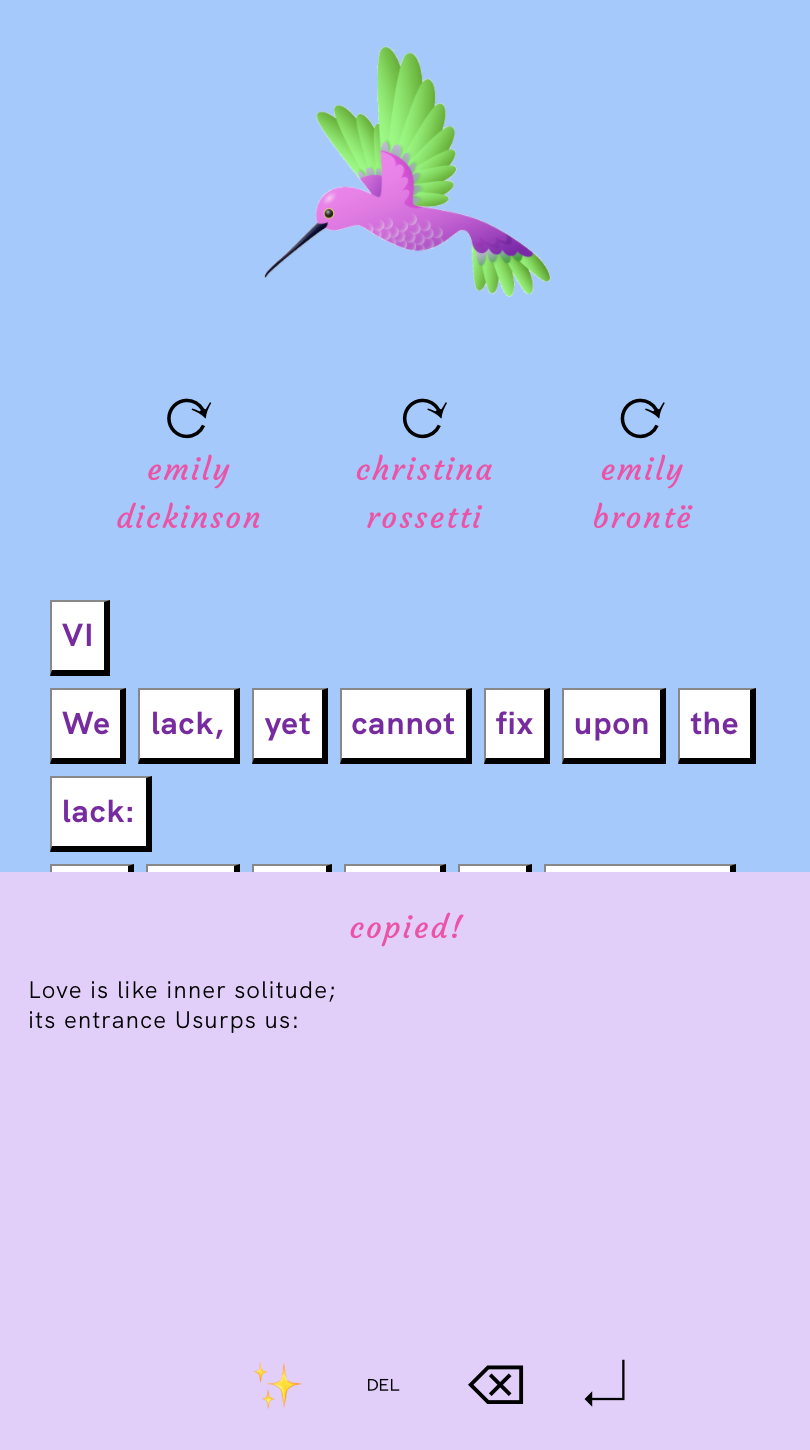 emily christina emily
dickinson rossetti brontë
VI
We lack, yet cannot fix upon the
lack:
copied!
Love is like inner solitude;
its entrance Usurps us:
DEL